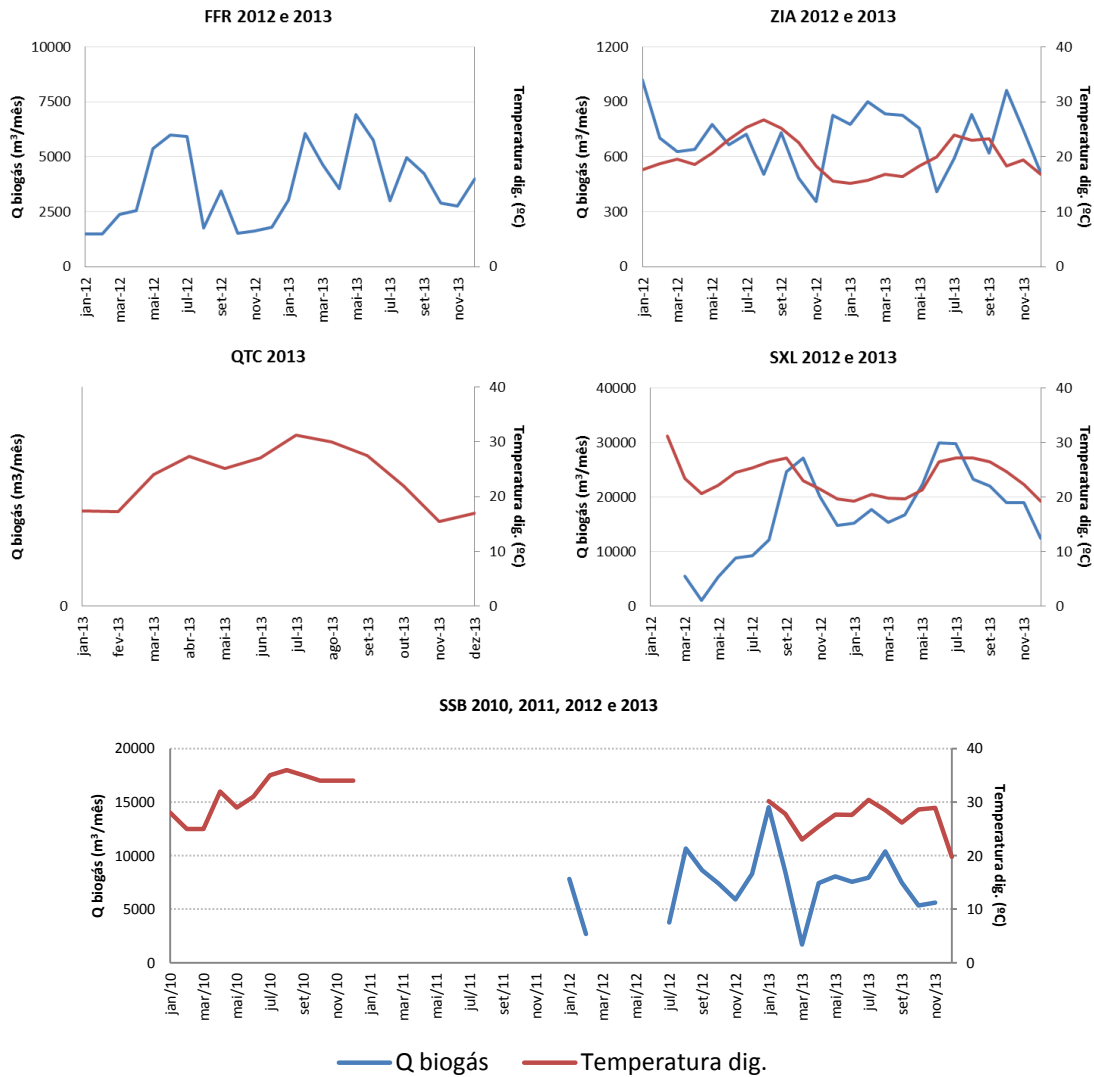 FFR 2012 e 2013
Q biogás (m³/mês)
10000
7500
5000
2500
0
Temperatura dig. (ºC)
0
jan-12
mar-12
mai-12
jul-12
set-12
nov-12
jan-13
mar-13
mai-13
jul-13
set-13
nov-13
ZIA 2012 e 2013
Q biogás (m³/mês)
1200
900
600
300
0
Temperatura dig. (ºC)
40
30
20
10
0
jan-12
mar-12
mai-12
jul-12
set-12
nov-12
jan-13
mar-13
mai-13
jul-13
set-13
nov-13
QTC 2013
Q biogás (m3/mês)
0
Temperatura dig. (ºC)
40
30
20
10
0
jan-13
fev-13
mar-13
abr-13
mai-13
jun-13
jul-13
ago-13
set-13
out-13
nov-13
dez-13
SXL 2012 e 2013
Q biogás (m³/mês)
40000
30000
20000
10000
0
Temperatura dig. (ºC)
40
30
20
10
0
jan-12
mar-12
mai-12
jul-12
set-12
nov-12
jan-13
mar-13
mai-13
jul-13
set-13
nov-13
SSB 2010, 2011, 2012 e 2013
Q biogás (m³/mês)
20000
15000
10000
5000
0
Temperatura dig. (ºC)
40
30
20
10
0
jan/10
mar/10
mai/10
jul/10
set/10
nov/10
jan/11
mar/11
mai/11
jul/11
set/11
nov/11
jan/12
mar/12
mai/12
jul/12
set/12
nov/12
jan/13
mar/13
mai/13
jul/13
set/13
nov/13
Q biogás
Temperatura dig.